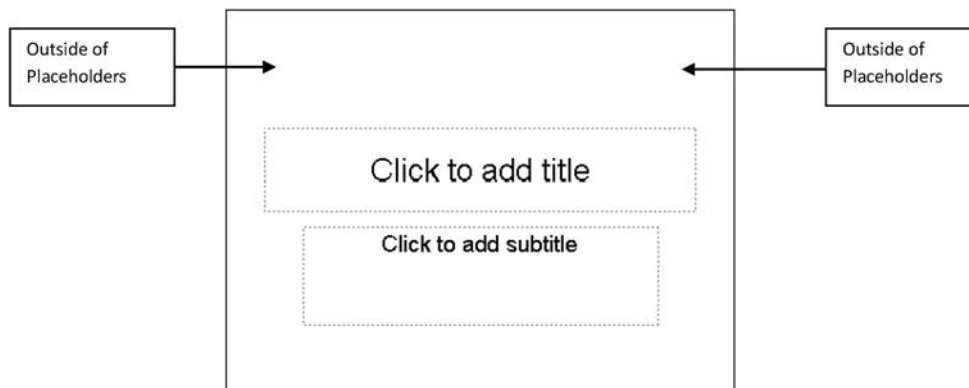 Outside of
Placeholders
Outside of
Placeholders
Click to add title
Click to add subtitle